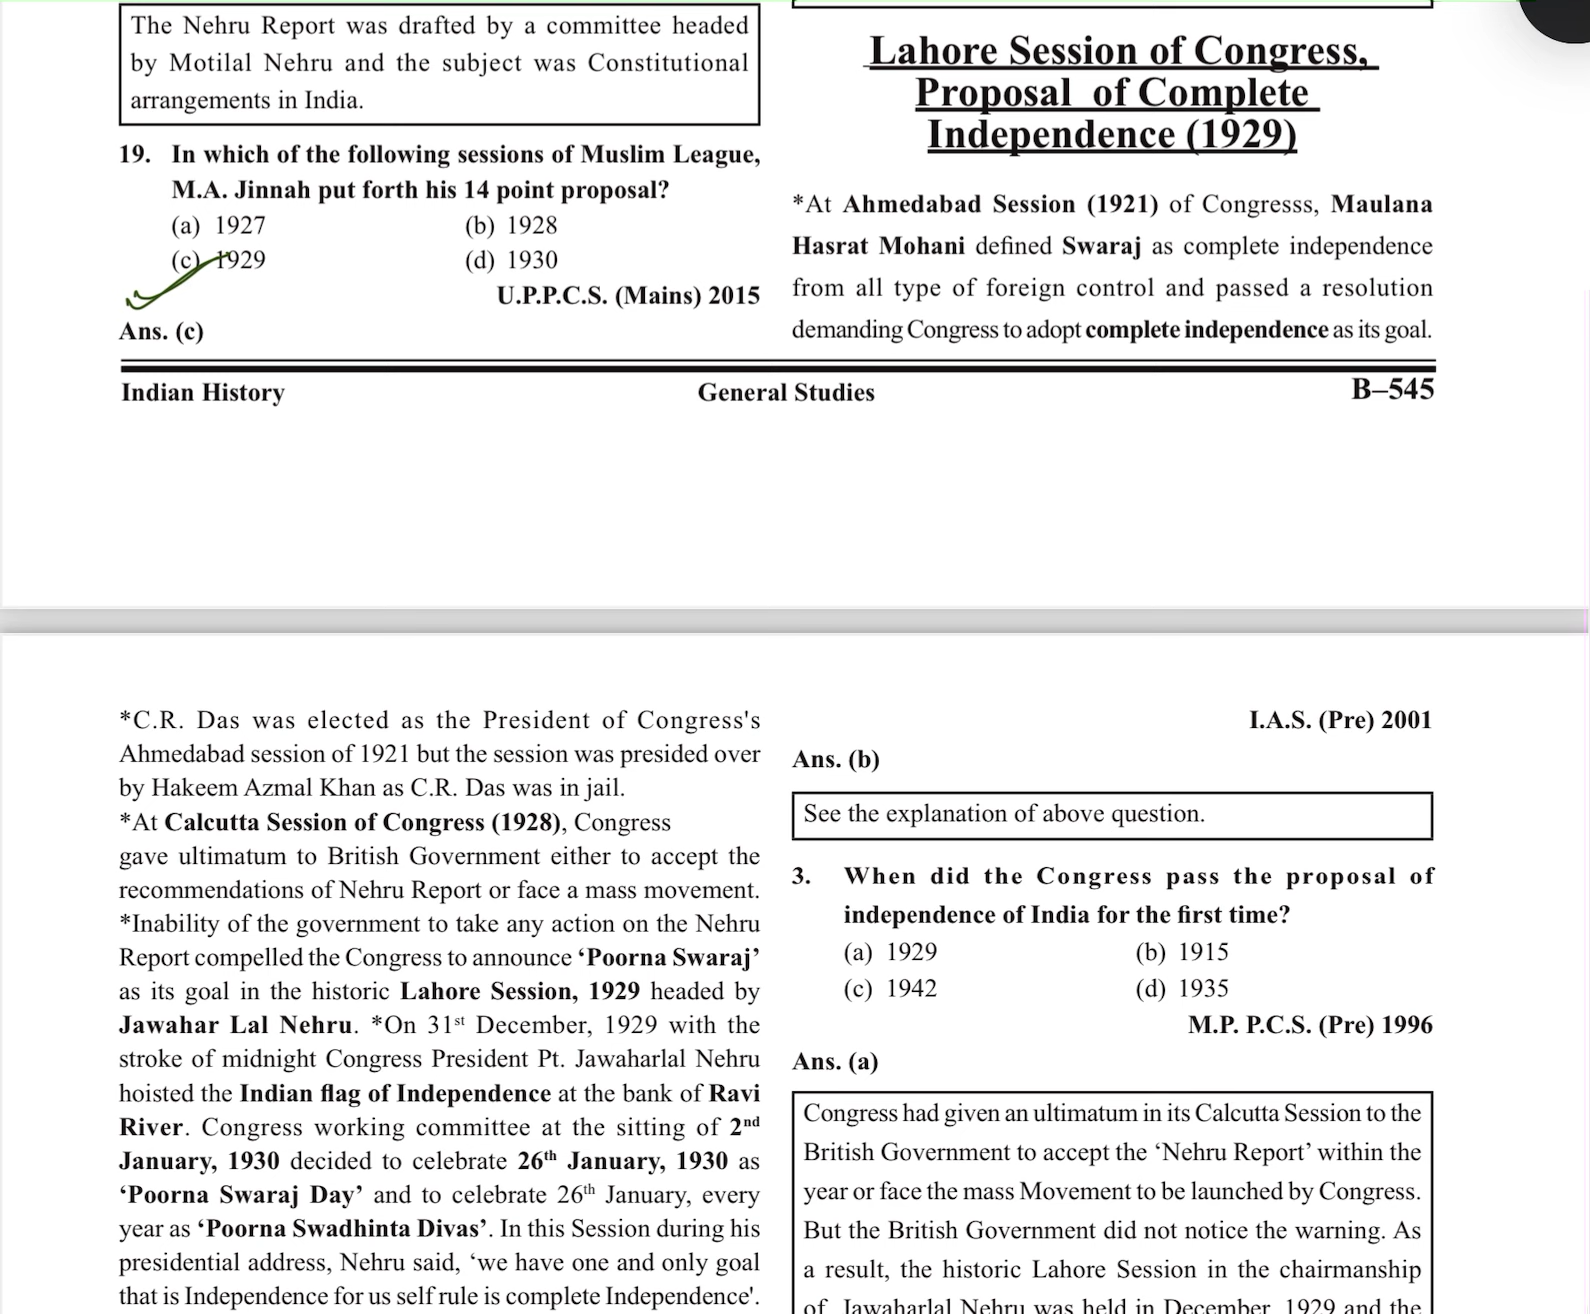 The Nehru Report was drafted by a committee headed
by Motilal Nehru and the subject was Constitutional
arrangements in India.
19. In which of the following sessions of Muslim League,
M.A. Jinnah put forth his 14 point proposal?
(a) 1927 (b) 1928
(c) 1929 (d) 1930
U.P.P.C.S. (Mains) 2015
Ans. (c)
Lahore Session of Congress,
Proposal of Complete
Independence (1929)
*At Ahmedabad Session (1921) of Congresss, Maulana
Hasrat Mohani defined Swaraj as complete independence
from all type of foreign control and passed a resolution
demanding Congress to adopt complete independence as its goal.
Indian History General Studies B–545
*C.R. Das was elected as the President of Congress's
Ahmedabad session of 1921 but the session was presided over
by Hakeem Azmal Khan as C.R. Das was in jail.
*At Calcutta Session of Congress (1928), Congress
gave ultimatum to British Government either to accept the
recommendations of Nehru Report or face a mass movement.
*Inability of the government to take any action on the Nehru
Report compelled the Congress to announce ‘Poorna Swaraj’
as its goal in the historic Lahore Session, 1929 headed by
Jawahar Lal Nehru. *On 31st December, 1929 with the
stroke of midnight Congress President Pt. Jawaharlal Nehru
hoisted the Indian flag of Independence at the bank of Ravi
River. Congress working committee at the sitting of 2nd
January, 1930 decided to celebrate 26th January, 1930 as
‘Poorna Swaraj Day’ and to celebrate 26th January, every
year as ‘Poorna Swadhinta Divas’. In this Session during his
presidential address, Nehru said, ‘we have one and only goal
that is Independence for us self rule is complete Independence'.
I.A.S. (Pre) 2001
Ans. (b)
See the explanation of above question.
3. When did the Congress pass the proposal of
independence of India for the first time?
(a) 1929 (b) 1915
(c) 1942 (d) 1935
M.P. P.C.S. (Pre) 1996
Ans. (a)
Congress had given an ultimatum in its Calcutta Session to the
British Government to accept the ‘Nehru Report’ within the
year or face the mass Movement to be launched by Congress.
But the British Government did not notice the warning. As
a result, the historic Lahore Session in the chairmanship
of Jawaharlal Nehru was held in December, 1929 and the